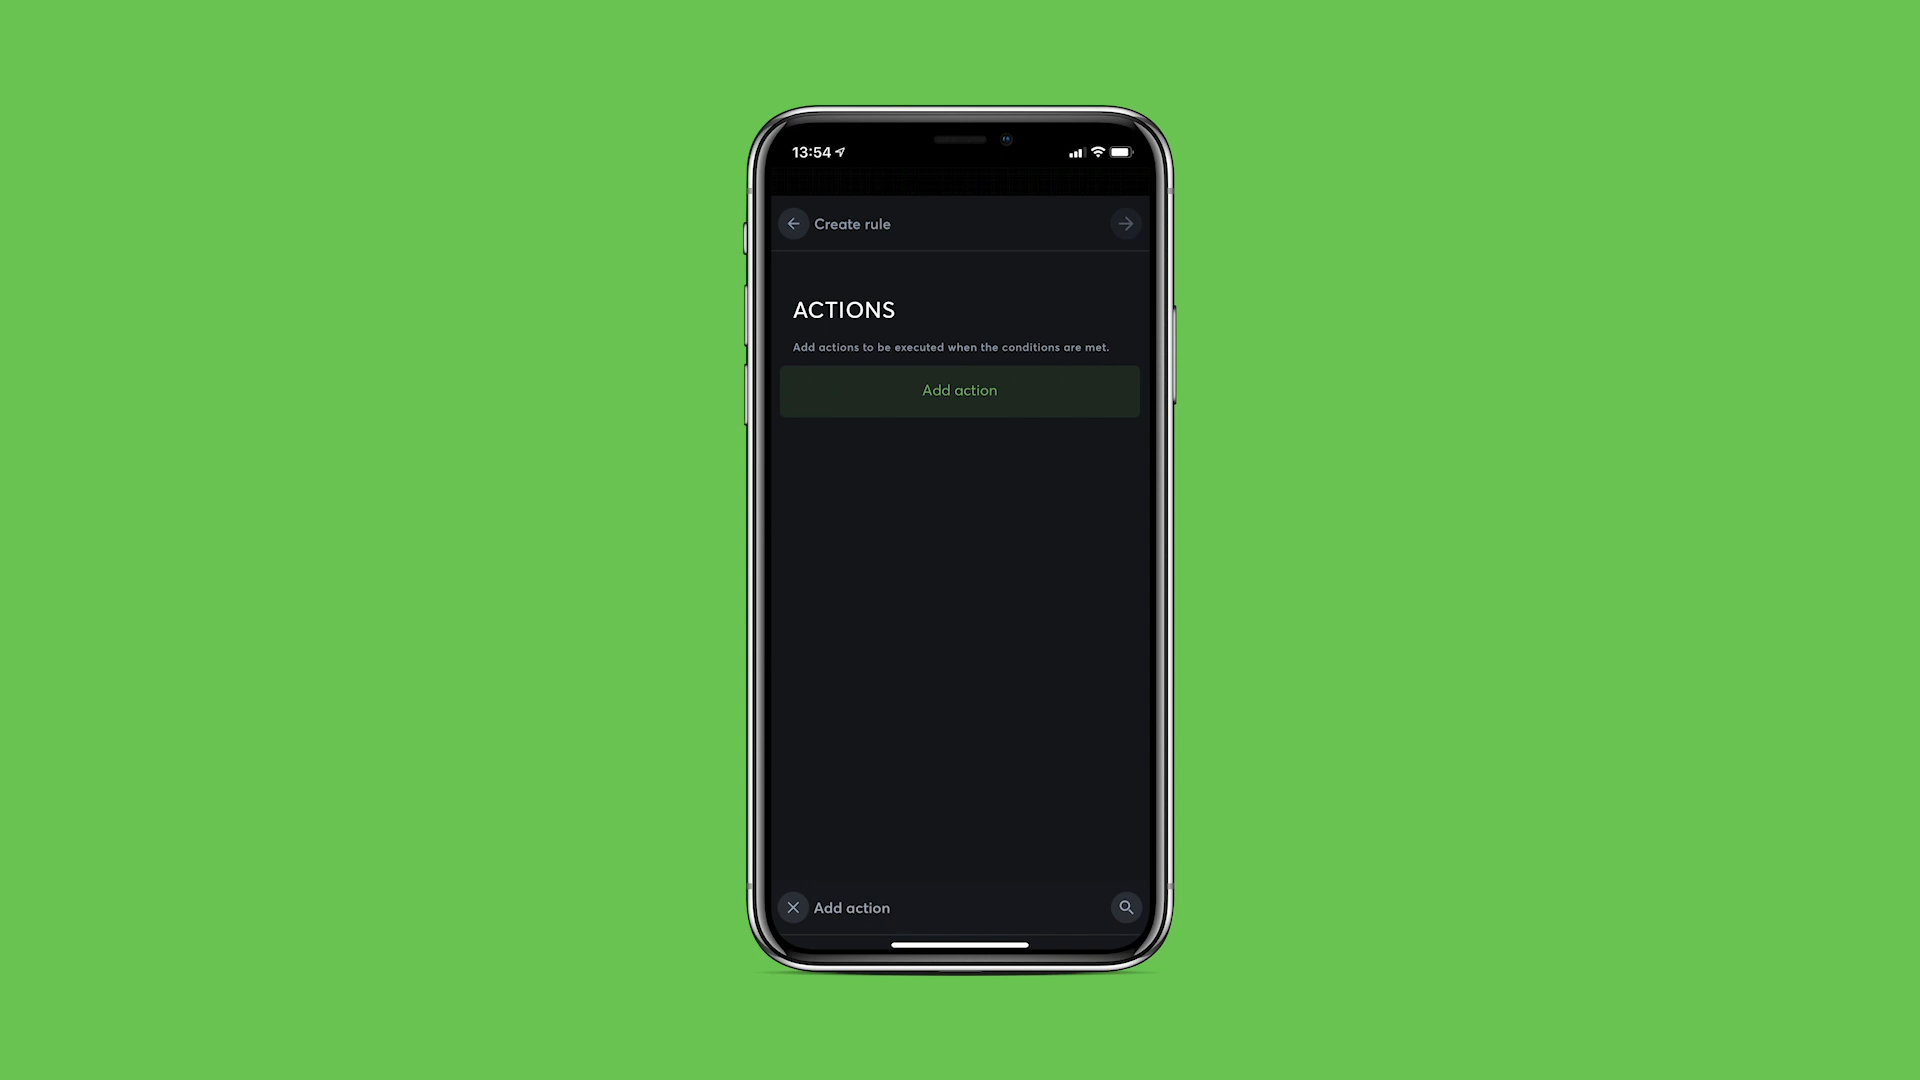 13:54
Create rule
ACTIONS
Add actions to be executed when the conditions are met.
Add action
Add action